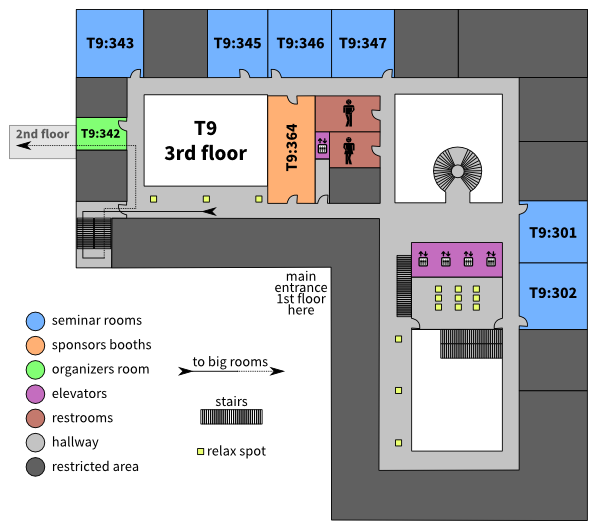 T9:343
T9:345
T9:346
T9:347
2nd floor
T9:342
T9
3rd floor
T9:364
T9:301
T9:302
main
entrance
1st floor
here
seminar rooms
sponsors booths
organizers room
elevators
restrooms
hallway
restricted area
to big rooms
stairs
relax spot